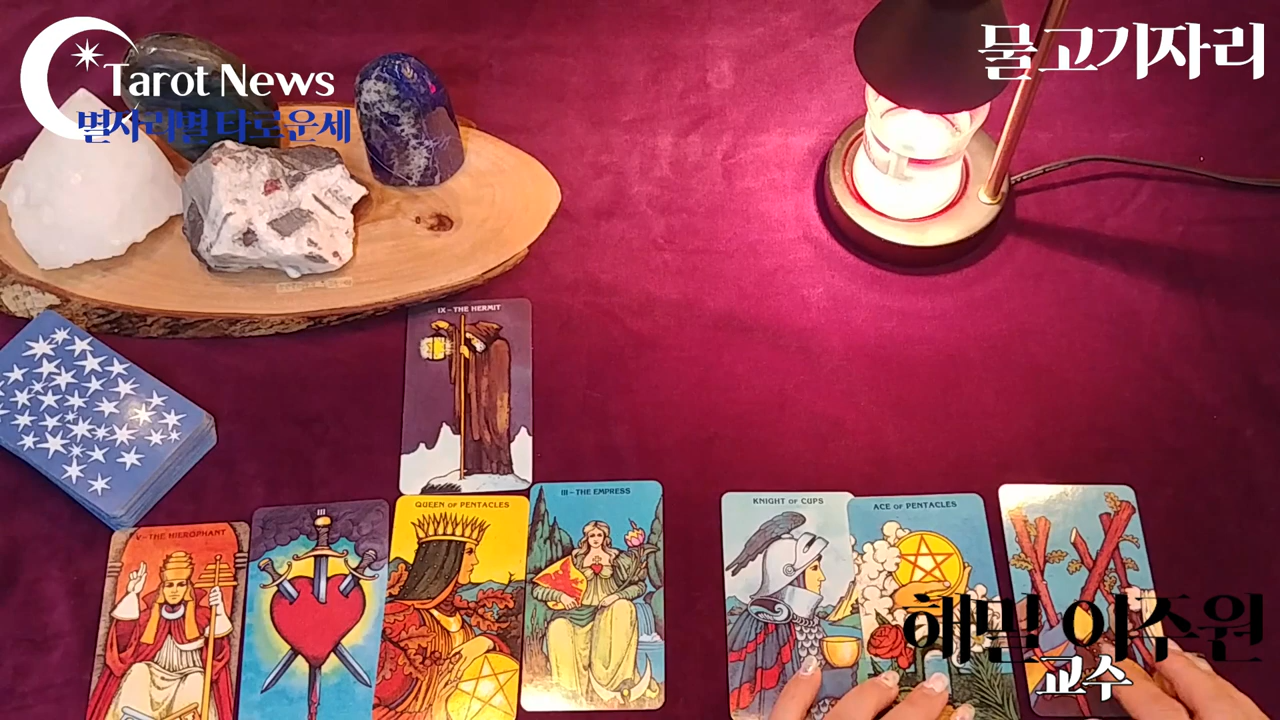 Tarot News
별자리별 타로운세
물고기자리
IX – THE HERMIT
V – THE HIEROPHANT
III
QUEEN OF PENTACLES
III – THE EMPRESS
KNIGHT OF CUPS
ACE OF PENTACLES
해밀 이주원
교수